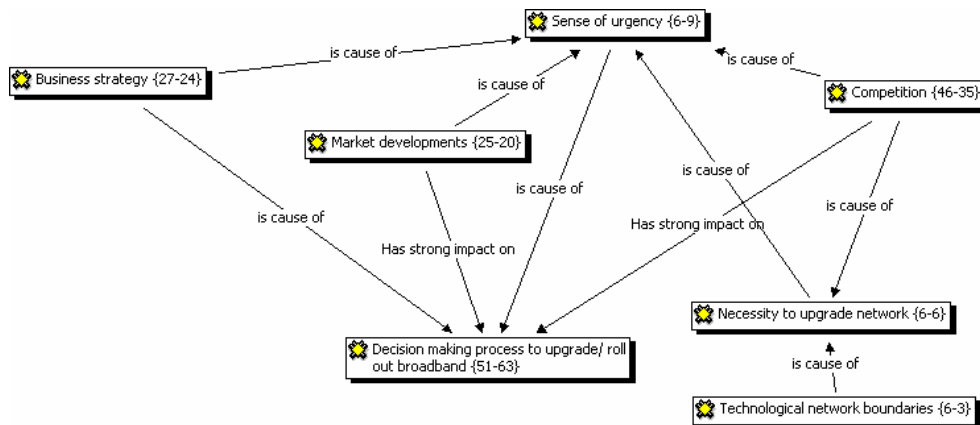 Sense of urgency {6-9}
is cause of
is cause of
Business strategy {27-24}
is cause of
Competition {46-35}
Market developments {25-20}
is cause of
is cause of
is cause of
is cause of
Has strong impact on
Has strong impact on
Necessity to upgrade network {6-6}
Decision making process to upgrade/ roll
out broadband {51-63}
is cause of
Technological network boundaries {6-3}